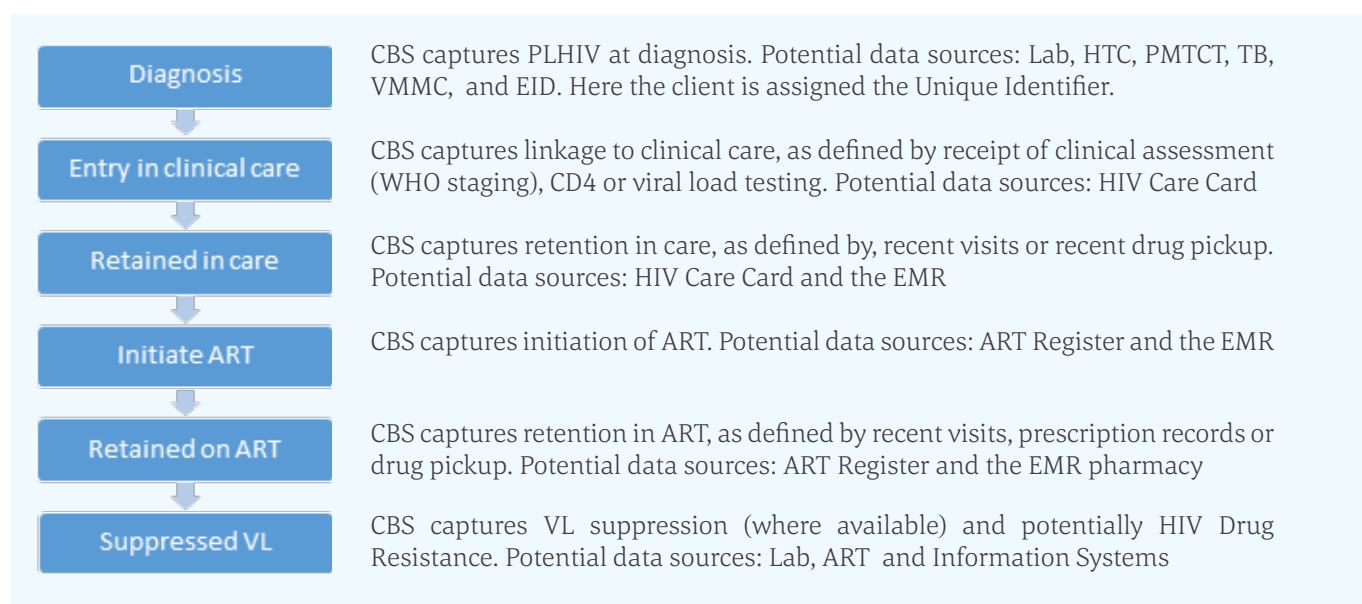 Diagnosis
CBS captures PLHIV at diagnosis. Potential data sources: Lab, HTC, PMTCT, TB,
VMMC, and EID. Here the client is assigned the Unique Identifier.
Entry in clinical care
CBS captures linkage to clinical care, as defined by receipt of clinical assessment
(WHO staging), CD4 or viral load testing. Potential data sources: HIV Care Card
Retained in care
CBS captures retention in care, as defined by, recent visits or recent drug pickup.
Potential data sources: HIV Care Card and the EMR
Initiate ART
CBS captures initiation of ART. Potential data sources: ART Register and the EMR
Retained on ART
CBS captures retention in ART, as defined by recent visits, prescription records or
drug pickup. Potential data sources: ART Register and the EMR pharmacy
Suppressed VL
CBS captures VL suppression (where available) and potentially HIV Drug
Resistance. Potential data sources: Lab, ART and Information Systems